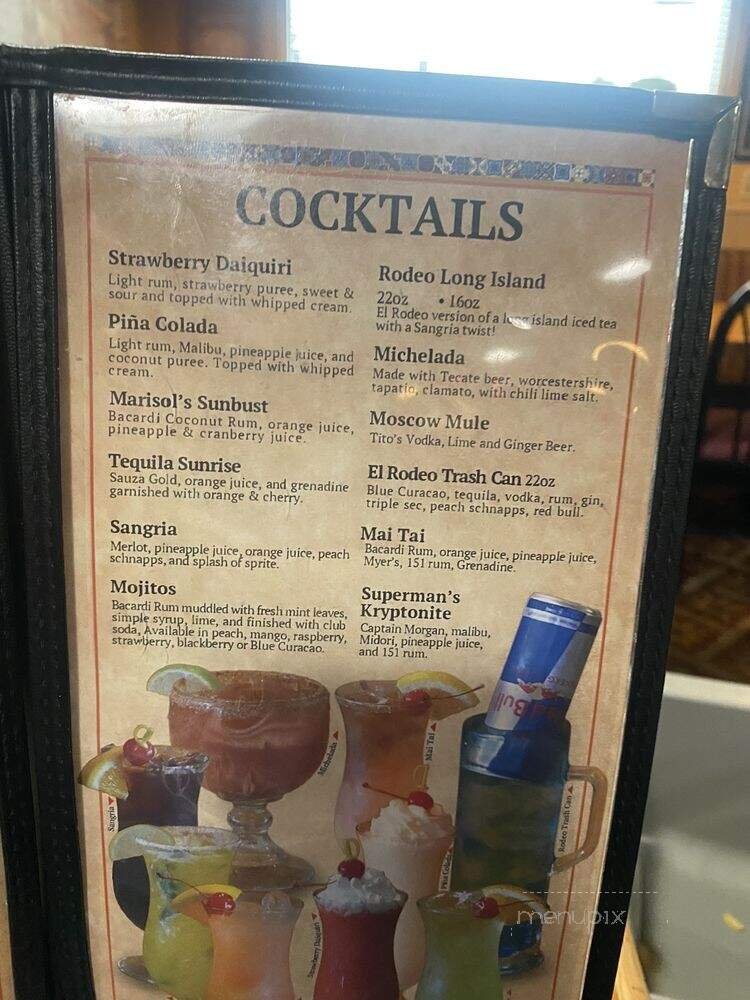 COCKTAILS
Strawberry Daiquiri
Light rum, strawberry puree, sweet &
sour and topped with whipped cream.
Piña Colada
Light rum, Malibu, pineapple juice, and
coconut puree. Topped with whipped
cream.
Marisol's Sunbust
Bacardi Coconut Rum, orange juice,
pineapple & cranberry juice.
Tequila Sunrise
Sauza Gold, orange juice, and grenadine
garnished with orange & cherry.
Sangria
Merlot, pineapple juice, orange juice, peach
schnapps, and splash of sprite.
Mojitos
Bacardi Rum muddled with fresh mint leaves,
simple syrup, lime, and finished with club
soda, Available in peach, mango, raspberry,
strawberry, blackberry or Blue Curacao.
Rodeo Long Island
22oz • 16oz
El Rodeo version of a long island iced tea
with a Sangria twist!
Michelada
Made with Tecate beer, worcestershire,
tapatio, clamato, with chili lime salt.
Moscow Mule
Tito's Vodka, Lime and Ginger Beer.
El Rodeo Trash Can 22oz
Blue Curacao, tequila, vodka, rum, gin,
triple sec, peach schnapps, red bull.
Mai Tai
Bacardi Rum, orange juice, pineapple juice,
Myer's, 151 rum, Grenadine.
Superman's
Kryptonite
Captain Morgan, malibu,
Midori, pineapple juice,
and 151 rum.
Michelada
Mai Tai
Red Bull
Sangria
Rodeo Trash Can
Piña Colada
Strawberry Daiquiri
menupix